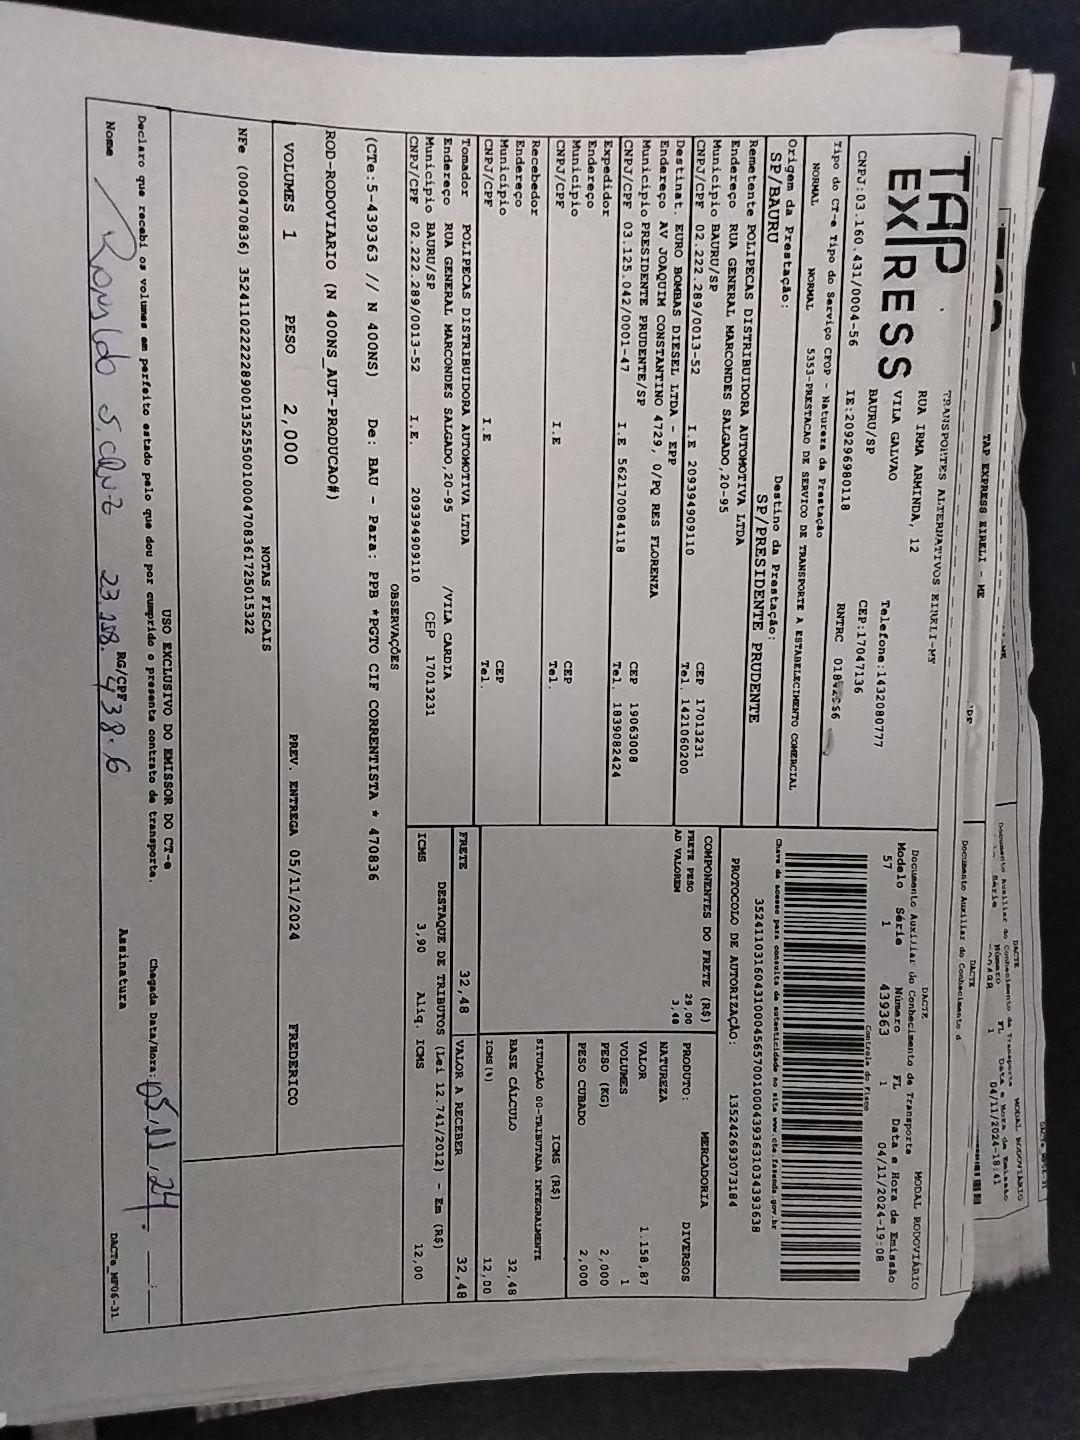 TAP EXPRESS EIRELI - ME
TRANSPORTES ALTERNATIVOS EIRELI-MT
TAP
EXPRESS
RUA IRMA ARMINDA, 12
VILA GALVAO
BAURU/SP
Telefone:1432080777
CEP:17047136
CNPJ:03.160.431/0004-56 IE:209296980118 RNTRC
Tipo do CT-e Tipo do Serviço CFOP - Natureza da Prestação
NORMAL NORMAL 5353-PRESTACAO DE SERVICO DE TRANSPORTE A ESTABELECIMENTO COMERCIAL
Origem da Prestação: Destino da Prestação:
SP/BAURU SP/PRESIDENTE PRUDENTE
Remetente POLIPECAS DISTRIBUIDORA AUTOMOTIVA LTDA
Endereço RUA GENERAL MARCONDES SALGADO,20-95
Município BAURU/SP CEP 17013231
CNPJ/CPF 02.222.289/0013-52 I.E 209394909110 Tel. 1421060200
Destinat. EURO BOMBAS DIESEL LTDA - EPP
Endereço AV JOAQUIM CONSTANTINO 4729, 0/PQ RES FLORENZA
Município PRESIDENTE PRUDENTE/SP CEP 19063008
CNPJ/CPF 03.125.042/0001-47 I.E 562170084118 Tel. 1839082424
Expedidor
Endereço
Município CEP
CNPJ/CPF I.E Tel.
Recebedor
Endereço
Município CEP
CNPJ/CPF I.E Tel.
Tomador POLIPECAS DISTRIBUIDORA AUTOMOTIVA LTDA
Endereço RUA GENERAL MARCONDES SALGADO,20-95 /VILA CARDIA
Município BAURU/SP CEP 17013231
CNPJ/CPF 02.222.289/0013-52 I.E. 209394909110
DACTE MODAL RODOVIÁRIO
Documento Auxiliar do Conhecimento de Transporte
Modelo Série Número FL Data e Hora de Emissão
57 1 439363 1 04/11/2024-19:08
Controle do Fisco
Chave de acesso para consulta de autenticidade no site www.cte.fazenda.gov.br
35241103160431000456570010004393631034393638
PROTOCOLO DE AUTORIZAÇÃO: 135242693073184
COMPONENTES DO FRETE (R$)
FRETE PESO 29,00
AD VALOREM 3,48
MERCADORIA
PRODUTO: DIVERSOS
NATUREZA
VALOR 1.158,87
VOLUMES 1
PESO (KG) 2,000
PESO CUBADO 2,000
ICMS (R$)
SITUAÇÃO 00-TRIBUTADA INTEGRALMENTE
BASE CÁLCULO 32,48
ICMS(%) 12,00
FRETE 32,48 VALOR A RECEBER 32,48
DESTAQUE DE TRIBUTOS (Lei 12.741/2012) - Em (R$)
ICMS 3,90 Aliq. ICMS 12,00
OBSERVAÇÕES
(CTe:5-439363 // N 400NS) De: BAU - Para: PPB *PGTO CIF CORRENTISTA * 470836
ROD-RODOVIARIO (N 400NS_AUT-PRODUCAO#)
VOLUMES 1 PESO 2,000 PREV. ENTREGA 05/11/2024 FREDERICO
NOTAS FISCAIS
NFe (000470836) 35241102222289001352550010004708361725015322
USO EXCLUSIVO DO EMISSOR DO CT-e
Declaro que recebi os volumes em perfeito estado pelo que dou por cumprido o presente contrato de transporte. Chegada Data/Hora: 05.11.24
Nome Ronaldo S. RG/CPF 23.158.438.6 Assinatura
DACTe_MF06-31